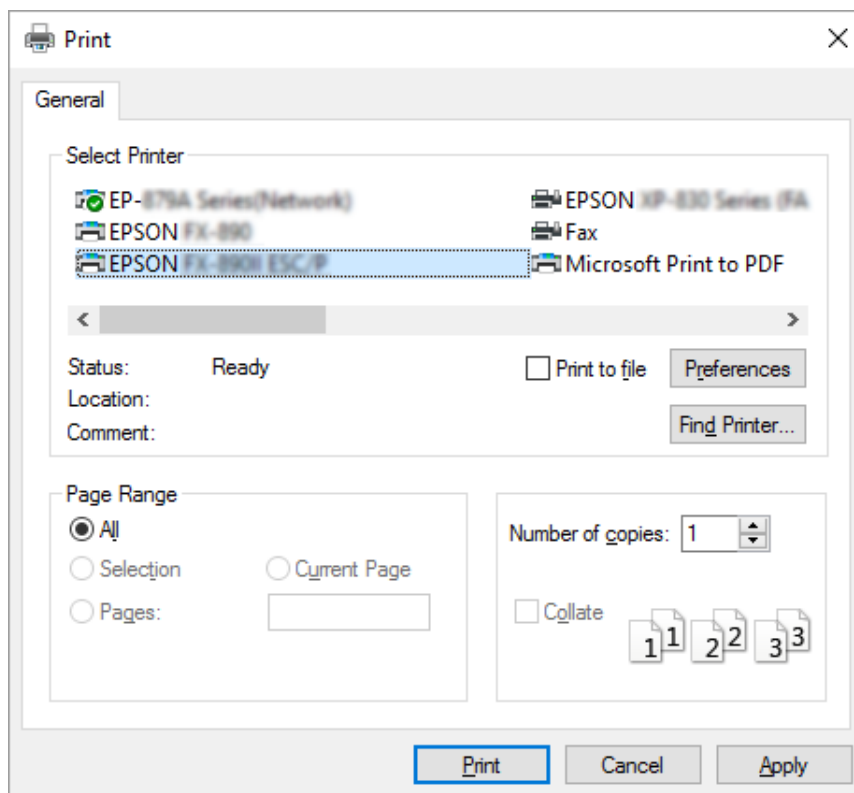 Print
General
Select Printer
EP-
EPSON
EPSON
EPSON
Fax
Microsoft Print to PDF
Status: Ready
Print to file
Preferences
Location:
Comment:
Find Printer...
Page Range
All
Selection
Current Page
Pages:
Number of copies: 1
Collate
1 1 2 2 3 3
Print
Cancel
Apply